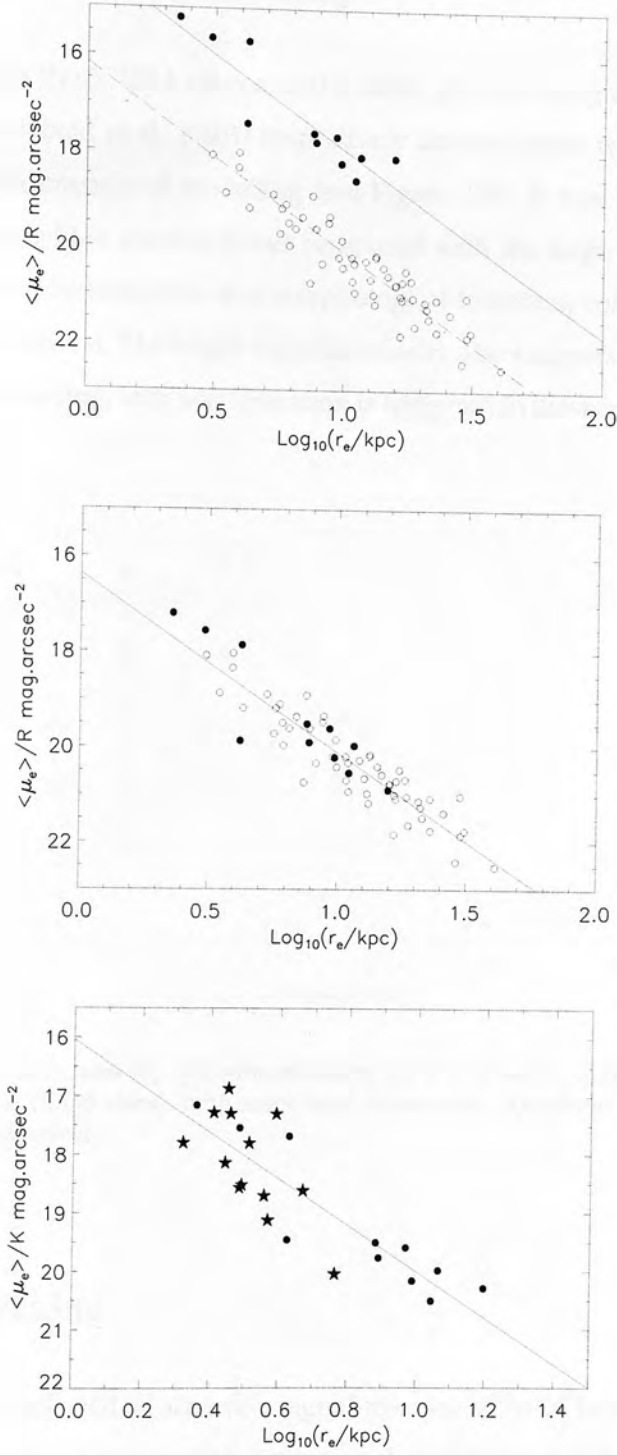 16
18
20
22
<μₑ>/R mag.arcsec⁻²
0.0 0.5 1.0 1.5 2.0
Log₁₀(rₑ/kpc)
16
18
20
22
<μₑ>/R mag.arcsec⁻²
0.0 0.5 1.0 1.5 2.0
Log₁₀(rₑ/kpc)
16
17
18
19
20
21
22
<μₑ>/K mag.arcsec⁻²
0.0 0.2 0.4 0.6 0.8 1.0 1.2 1.4
Log₁₀(rₑ/kpc)